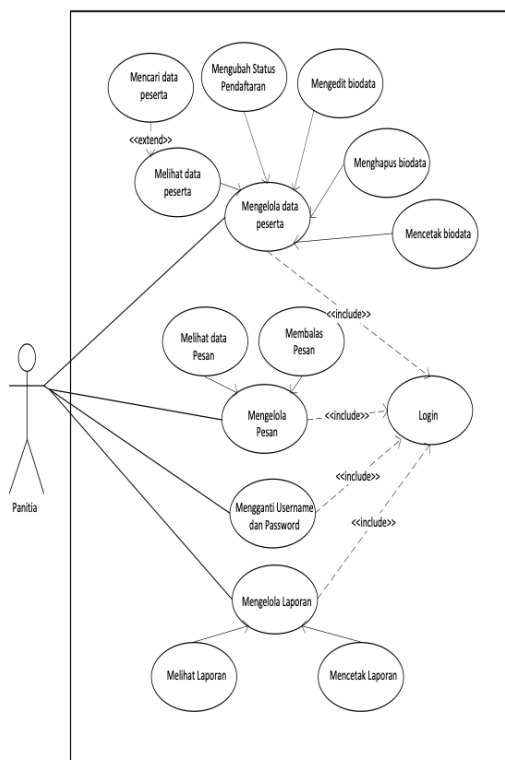 Mencari data
peserta
Mengubah Status
Pendaftaran
Mengedit biodata
<<extend>>
Melihat data
peserta
Mengelola data
peserta
Menghapus biodata
Mencetak biodata
<<include>>
Melihat data
Pesan
Membalas
Pesan
Mengelola
Pesan
<<include>>
Login
Panitia
<<include>>
Mengganti Username
dan Password
<<include>>
Mengelola Laporan
Melihat Laporan
Mencetak Laporan